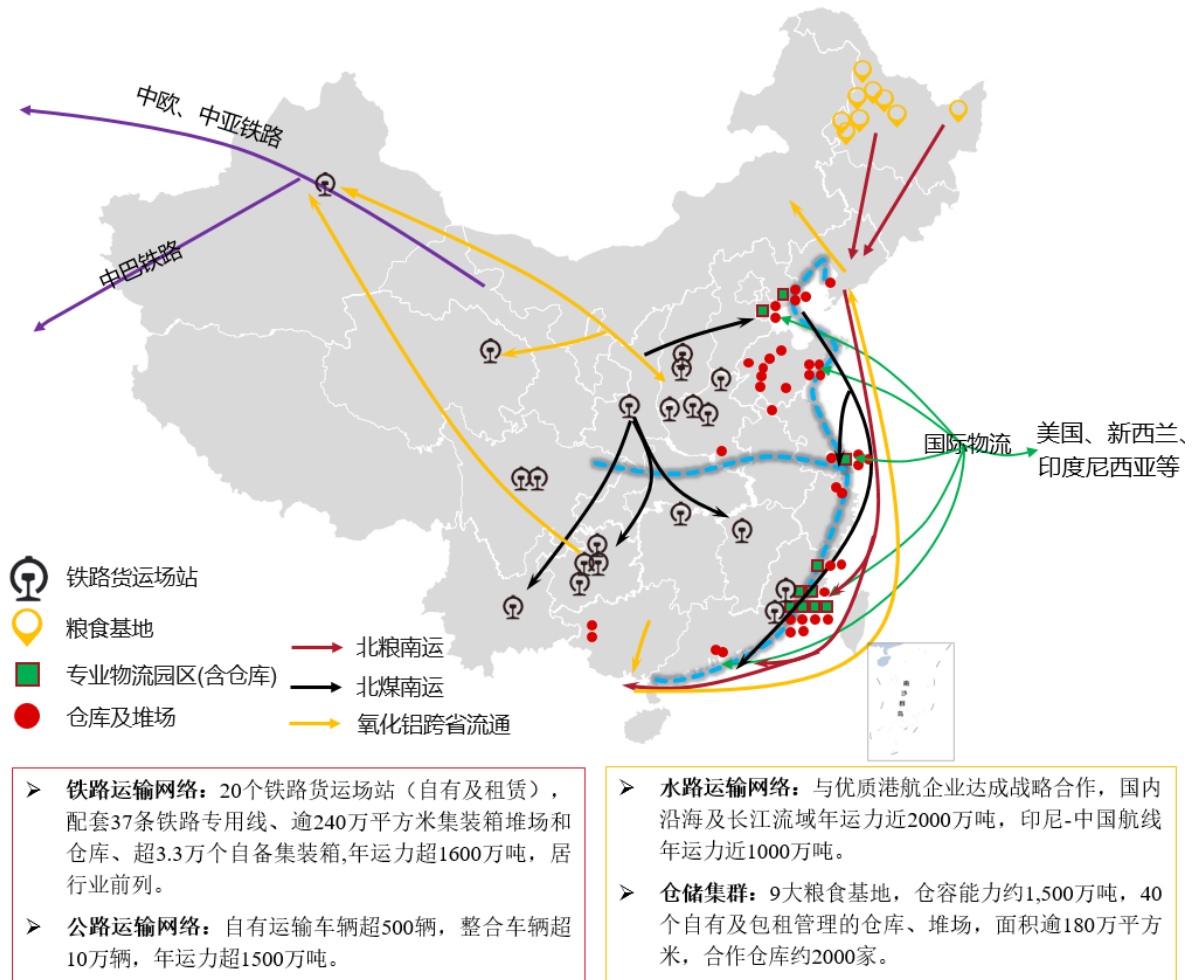 中欧、中亚铁路
中巴铁路
国际物流
美国、新西兰、
印度尼西亚等
铁路货运场站
粮食基地
专业物流园区(含仓库)
仓库及堆场
北粮南运
北煤南运
氧化铝跨省流通
南沙群岛
➢ 铁路运输网络：20个铁路货运场站（自有及租赁），
配套37条铁路专用线、逾240万平方米集装箱堆场和
仓库、超3.3万个自备集装箱,年运力超1600万吨，居
行业前列。
➢ 公路运输网络：自有运输车辆超500辆，整合车辆超
10万辆，年运力超1500万吨。
➢ 水路运输网络：与优质港航企业达成战略合作，国内
沿海及长江流域年运力近2000万吨，印尼-中国航线
年运力近1000万吨。
➢ 仓储集群：9大粮食基地，仓容能力约1,500万吨，40
个自有及包租管理的仓库、堆场，面积逾180万平方
米，合作仓库约2000家。